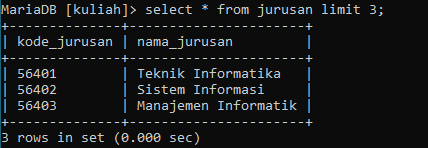 MariaDB [kuliah]> select * from jurusan limit 3;
+--------------+----------------------+
| kode_jurusan | nama_jurusan         |
+--------------+----------------------+
| 56401        | Teknik Informatika   |
| 56402        | Sistem Informasi     |
| 56403        | Manajemen Informatik |
+--------------+----------------------+
3 rows in set (0.000 sec)